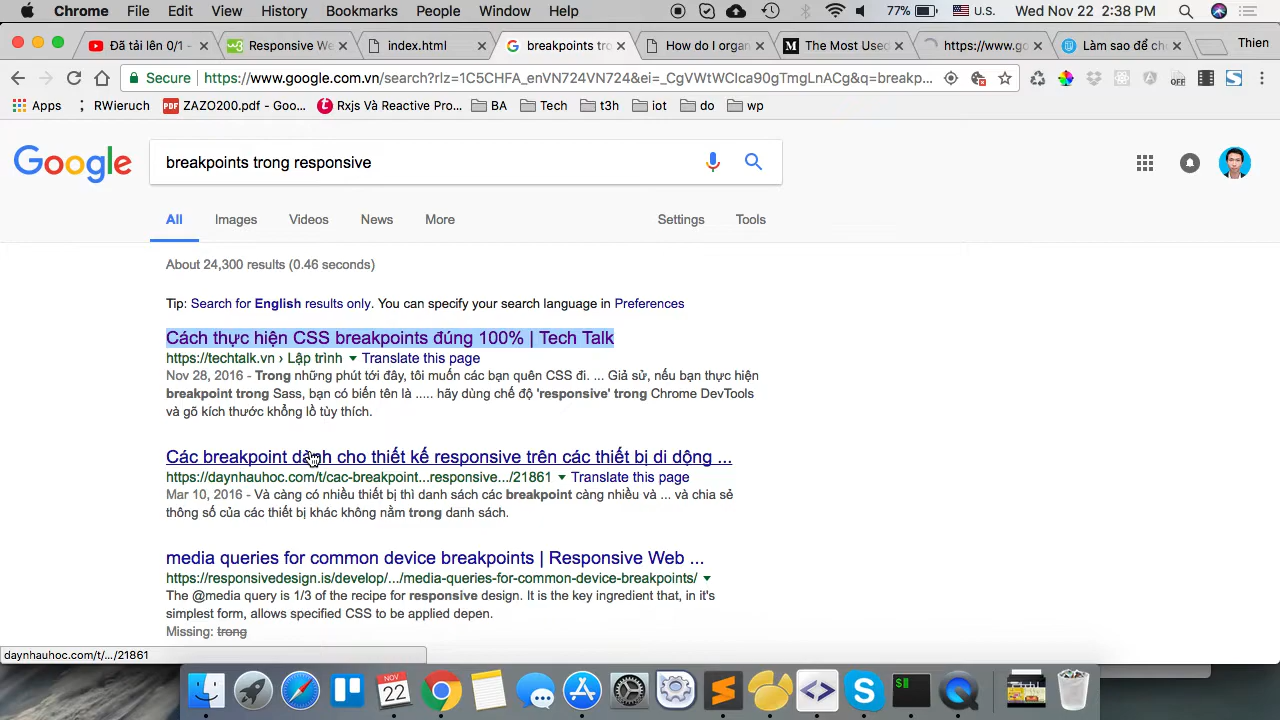 Chrome File Edit View History Bookmarks People Window Help 77% U.S. Wed Nov 22 2:38 PM
Đã tải lên 0/1 - Responsive We index.html breakpoints tro How do I organ The Most Used https://www.go Làm sao để ch Thien
Secure https://www.google.com.vn/search?rlz=1C5CHFA_enVN724VN724&ei=_CgVWtWClc90gTmgLnACg&q=breakp...
Apps RWieruch ZAZO200.pdf - Goo... Rxjs Và Reactive Pro... BA Tech t3h iot do wp
Google breakpoints trong responsive
All Images Videos News More Settings Tools
About 24,300 results (0.46 seconds)
Tip: Search for English results only. You can specify your search language in Preferences
Cách thực hiện CSS breakpoints đúng 100% | Tech Talk
https://techtalk.vn › Lập trình Translate this page
Nov 28, 2016 - Trong những phút tới đây, tôi muốn các bạn quên CSS đi. ... Giả sử, nếu bạn thực hiện
breakpoint trong Sass, bạn có biến tên là ..... hãy dùng chế độ 'responsive' trong Chrome DevTools
và gõ kích thước khổng lồ tùy thích.
Các breakpoint dành cho thiết kế responsive trên các thiết bị di động ...
https://daynhauhoc.com/t/cac-breakpoint...responsive.../21861 Translate this page
Mar 10, 2016 - Và càng có nhiều thiết bị thì danh sách các breakpoint càng nhiều và ... và chia sẻ
thông số của các thiết bị khác không nằm trong danh sách.
media queries for common device breakpoints | Responsive Web ...
https://responsivedesign.is/develop/.../media-queries-for-common-device-breakpoints/
The @media query is 1/3 of the recipe for responsive design. It is the key ingredient that, in it's
simplest form, allows specified CSS to be applied depen.
Missing: trong
daynhauhoc.com/t/.../21861
NOV
22